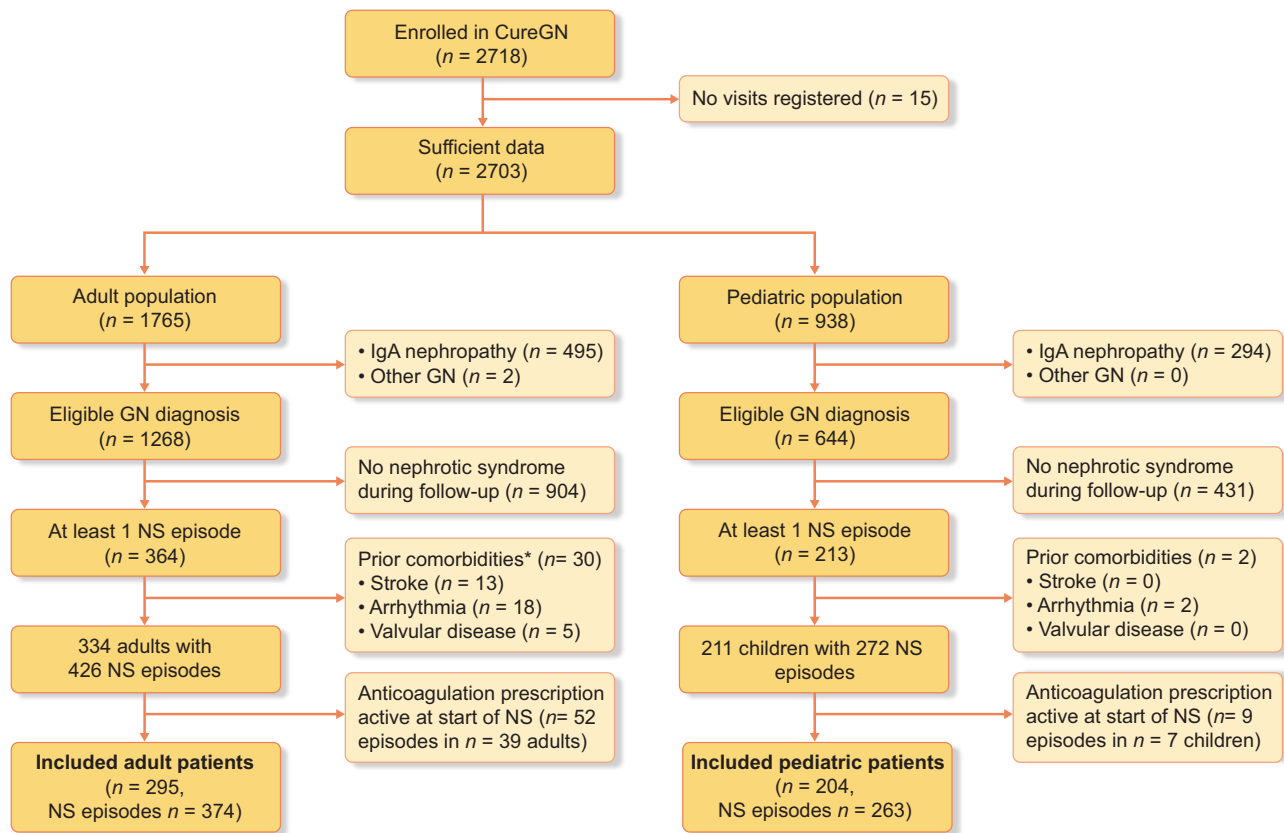 Enrolled in CureGN
(n = 2718)
No visits registered (n = 15)
Sufficient data
(n = 2703)
Adult population
(n = 1765)
• IgA nephropathy (n = 495)
• Other GN (n = 2)
Eligible GN diagnosis
(n = 1268)
No nephrotic syndrome
during follow-up (n = 904)
At least 1 NS episode
(n = 364)
Prior comorbidities* (n= 30)
• Stroke (n = 13)
• Arrhythmia (n = 18)
• Valvular disease (n = 5)
334 adults with
426 NS episodes
Anticoagulation prescription
active at start of NS (n= 52
episodes in n = 39 adults)
Included adult patients
(n = 295,
NS episodes n = 374)
Pediatric population
(n = 938)
• IgA nephropathy (n = 294)
• Other GN (n = 0)
Eligible GN diagnosis
(n = 644)
No nephrotic syndrome
during follow-up (n = 431)
At least 1 NS episode
(n = 213)
Prior comorbidities (n = 2)
• Stroke (n = 0)
• Arrhythmia (n = 2)
• Valvular disease (n = 0)
211 children with 272 NS
episodes
Anticoagulation prescription
active at start of NS (n= 9
episodes in n = 7 children)
Included pediatric patients
(n = 204,
NS episodes n = 263)